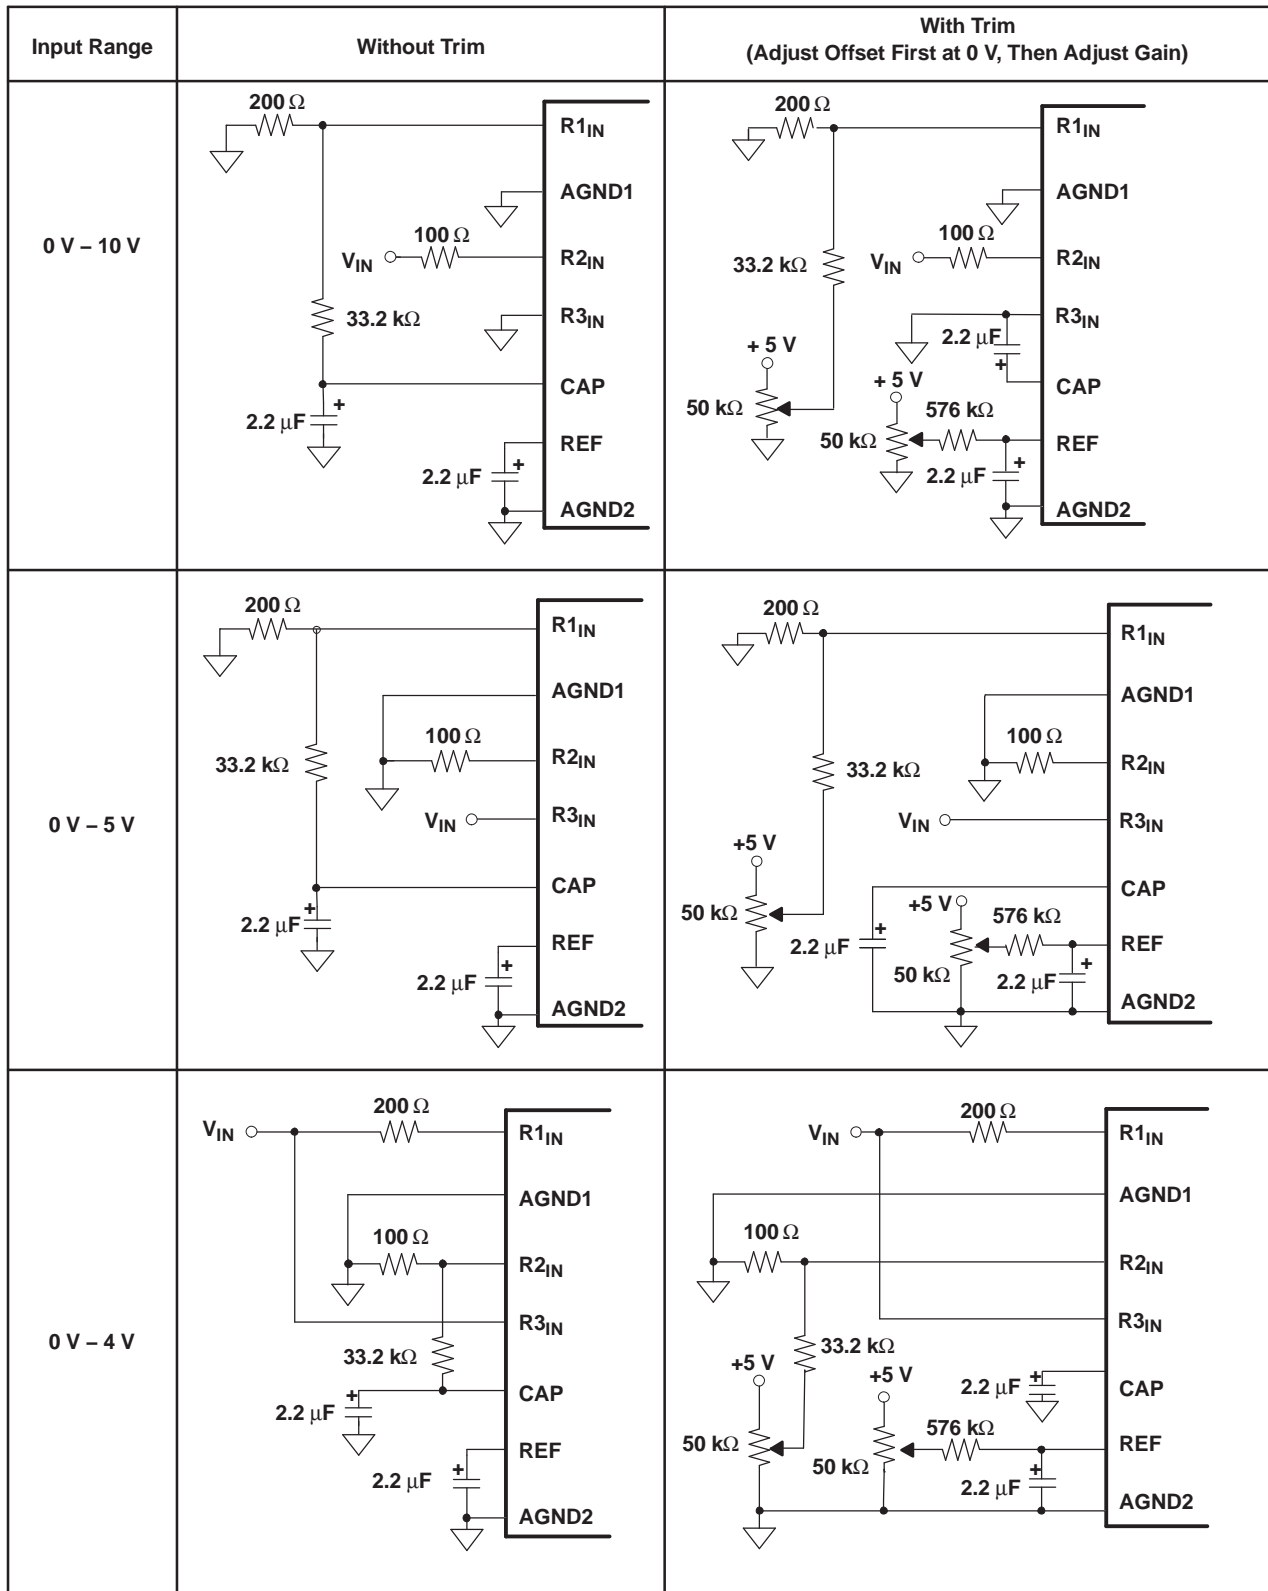 Input Range
Without Trim
With Trim
(Adjust Offset First at 0 V, Then Adjust Gain)
0 V – 10 V
200 Ω
R1IN
AGND1
100 Ω
VIN
R2IN
33.2 kΩ
R3IN
CAP
+
2.2 μF
REF
+
2.2 μF
AGND2
200 Ω
R1IN
AGND1
100 Ω
33.2 kΩ
VIN
R2IN
R3IN
2.2 μF
+
+ 5 V
CAP
+ 5 V
50 kΩ
576 kΩ
50 kΩ
REF
+
2.2 μF
AGND2
0 V – 5 V
200 Ω
R1IN
AGND1
100 Ω
33.2 kΩ
R2IN
VIN
R3IN
CAP
+
2.2 μF
REF
+
2.2 μF
AGND2
200 Ω
R1IN
AGND1
100 Ω
33.2 kΩ
R2IN
VIN
R3IN
+5 V
CAP
50 kΩ
+5 V
576 kΩ
+
2.2 μF
REF
50 kΩ
+
2.2 μF
AGND2
0 V – 4 V
200 Ω
VIN
R1IN
AGND1
100 Ω
R2IN
R3IN
33.2 kΩ
CAP
+
2.2 μF
REF
+
2.2 μF
AGND2
200 Ω
VIN
R1IN
AGND1
100 Ω
R2IN
R3IN
33.2 kΩ
+5 V
+5 V
+
2.2 μF
CAP
50 kΩ
576 kΩ
REF
50 kΩ
+
2.2 μF
AGND2